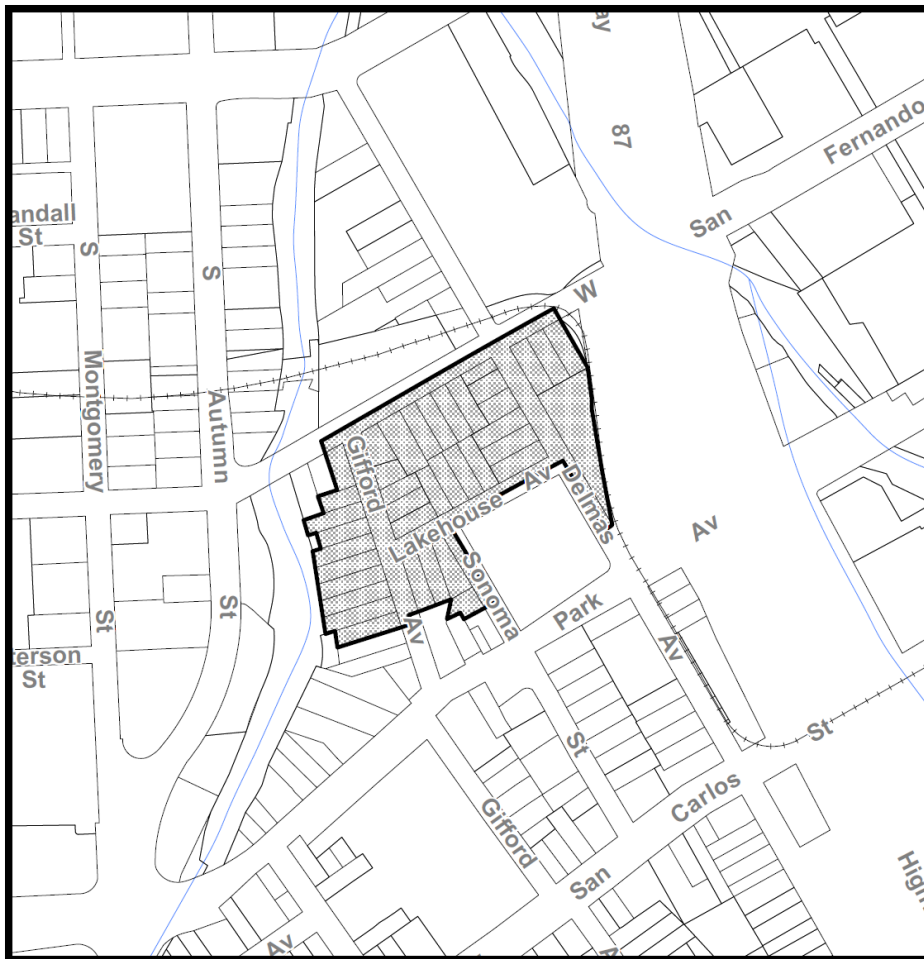 ay
87
Fernando
San
W
andall
St
S
S
Montgomery
Autumn
Gifford
Lakehouse
Av
Delmas
Sonoma
Av
Av
Park
Av
St
St
terson
St
St
St
Carlos
Gifford
San
High
Av
A